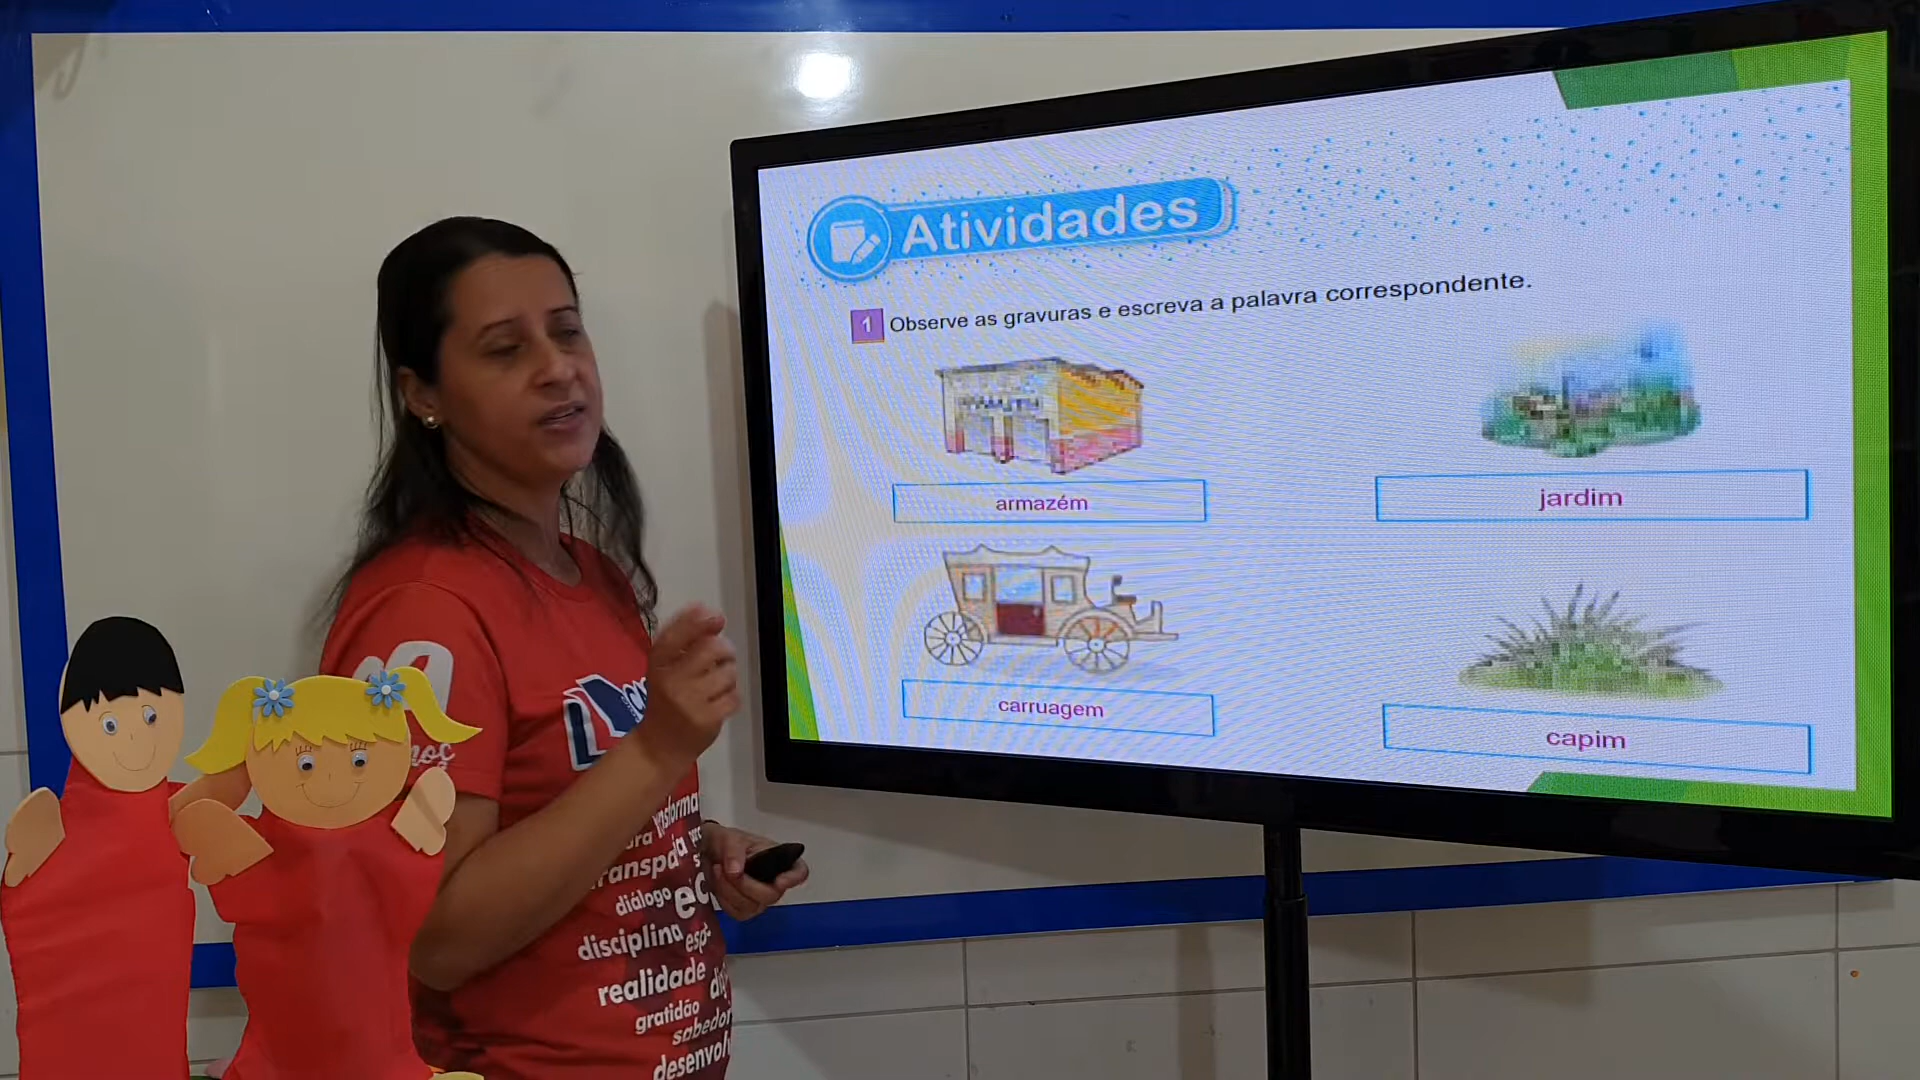 Atividades
1 Observe as gravuras e escreva a palavra correspondente.
armazém
jardim
carruagem
capim
diálogo
disciplina
realidade
gratidão